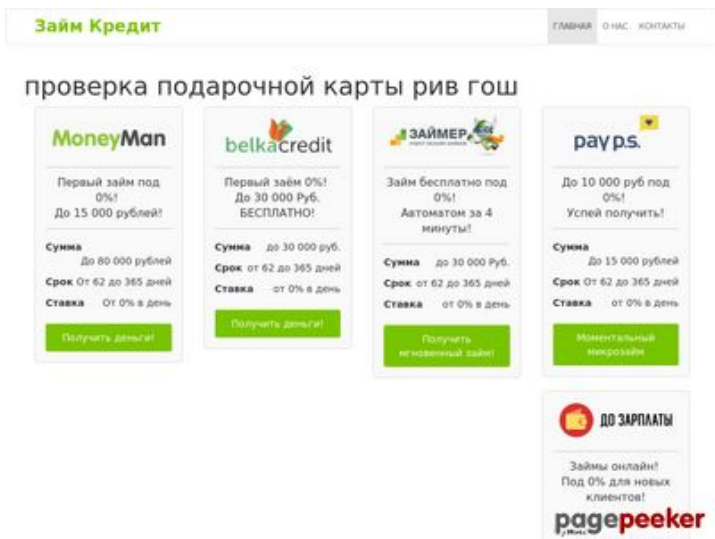 Займ Кредит
ГЛАВНАЯ О НАС КОНТАКТЫ
проверка подарочной карты рив гош
MoneyMan
Первый займ под
0%!
До 15 000 рублей!
Сумма
До 80 000 рублей
Срок От 62 до 365 дней
Ставка От 0% в день
Получить деньги!
belkacredit
Первый заём 0%!
До 30 000 Руб.
БЕСПЛАТНО!
Сумма до 30 000 руб.
Срок от 62 до 365 дней
Ставка от 0% в день
Получить деньги!
ЗАЙМЕР
Займ бесплатно под
0%!
Автоматом за 4
минуты!
Сумма до 30 000 Руб.
Срок от 62 до 365 дней
Ставка от 0% в день
Получить
мгновенный займ!
pay p.s.
До 10 000 руб под
0%!
Успей получить!
Сумма
До 15 000 рублей
Срок От 62 до 365 дней
Ставка от 0% в день
Моментальный
микрозайм
ДО ЗАРПЛАТЫ
Займы онлайн!
Под 0% для новых
клиентов!
pagepeeker